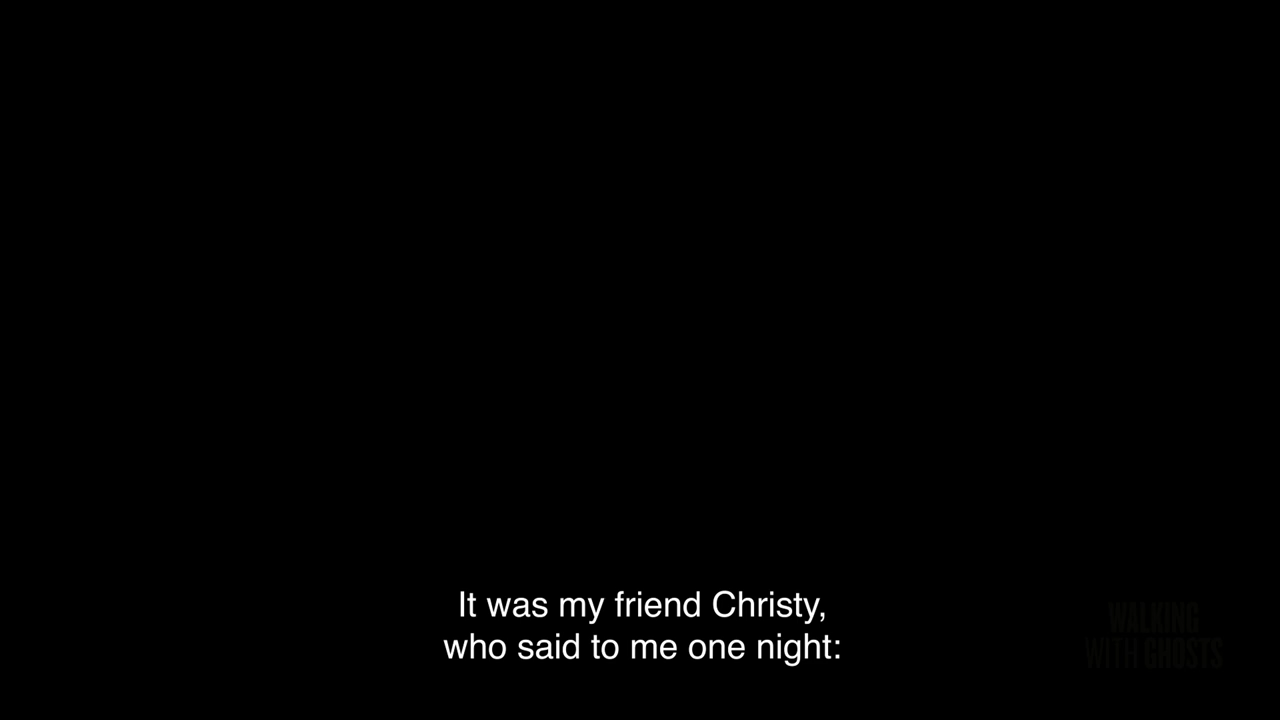 It was my friend Christy,
who said to me one night:
WALKING
WITH GHOSTS